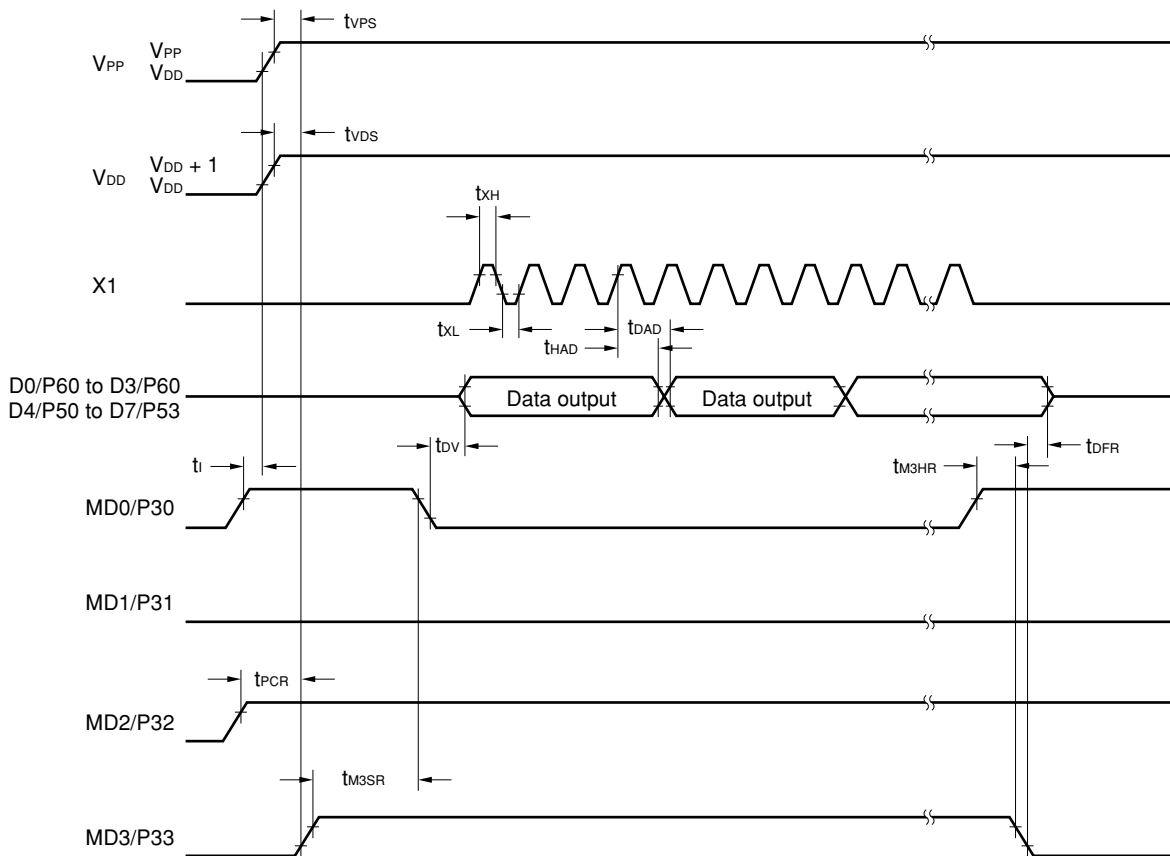 tVPS
VPP
VPP
VDD
tVDS
VDD
VDD + 1
VDD
tXH
X1
tXL
tDAD
tHAD
D0/P60 to D3/P60
D4/P50 to D7/P53
Data output
Data output
tDV
tDFR
tI
tM3HR
MD0/P30
MD1/P31
tPCR
MD2/P32
tM3SR
MD3/P33